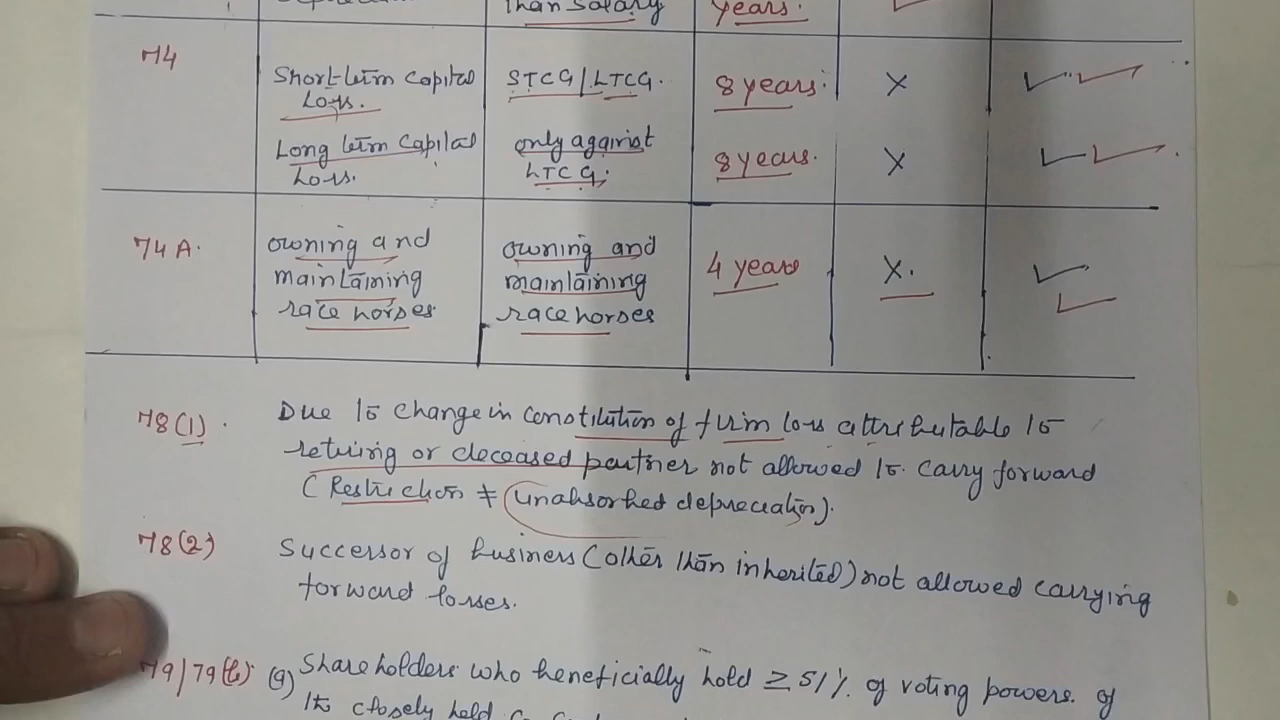 than salary years.
74 Short term capital Loss. STCG/LTCG. 8 years. X ✓
Long term capital Loss. only against LTCG. 8 years. X ✓
74 A. owning and maintaining race horses. owning and maintaining race horses 4 years X. ✓
78(1). Due to change in constitution of firm loss attributable to
retiring or deceased partner not allowed to carry forward
(Restriction ≠ unabsorbed depreciation).
78(2) Successor of business (other than inherited) not allowed carrying
forward losses.
79/79 (a) Shareholders who beneficially hold ≥ 51% of voting powers of
its closely held